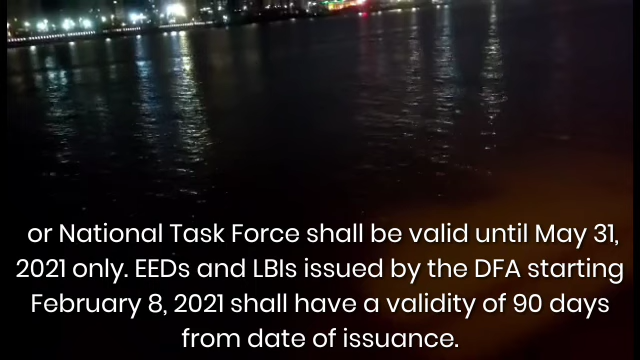 or National Task Force shall be valid until May 31,
2021 only. EEDs and LBIs issued by the DFA starting
February 8, 2021 shall have a validity of 90 days
from date of issuance.